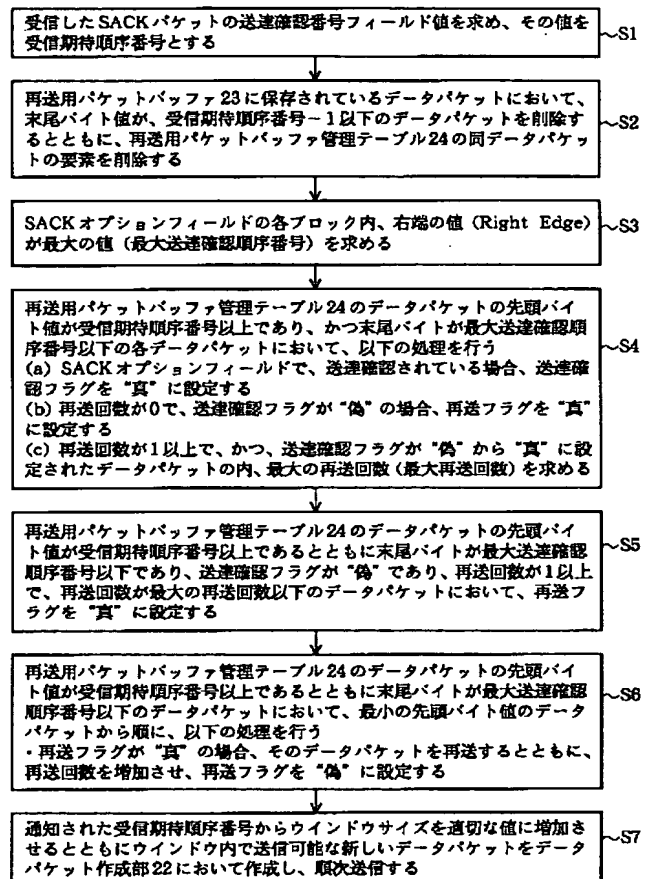 受信したSACKパケットの送達確認番号フィールド値を求め、その値を
受信期待順序番号とする
~S1
再送用パケットバッファ23に保存されているデータパケットにおいて、
末尾バイト値が、受信期待順序番号-1以下のデータパケットを削除す
るとともに、再送用パケットバッファ管理テーブル24の同データパケッ
トの要素を削除する
~S2
SACKオプションフィールドの各ブロック内、右端の値(Right Edge)
が最大の値(最大送達確認順序番号)を求める
~S3
再送用パケットバッファ管理テーブル24のデータパケットの先頭バイ
ト値が受信期待順序番号以上であり、かつ末尾バイトが最大送達確認順
序番号以下の各データパケットにおいて、以下の処理を行う
(a) SACKオプションフィールドで、送達確認されている場合、送達確
認フラグを“真”に設定する
(b) 再送回数が0で、送達確認フラグが“偽”の場合、再送フラグを“真”
に設定する
(c) 再送回数が1以上で、かつ、送達確認フラグが“偽”から“真”に設
定されたデータパケットの内、最大の再送回数(最大再送回数)を求める
~S4
再送用パケットバッファ管理テーブル24のデータパケットの先頭バイ
ト値が受信期待順序番号以上であるとともに末尾バイトが最大送達確認
順序番号以下であり、送達確認フラグが“偽”であり、再送回数が1以上
で、再送回数が最大の再送回数以下のデータパケットにおいて、再送フ
ラグを“真”に設定する
~S5
再送用パケットバッファ管理テーブル24のデータパケットの先頭バイ
ト値が受信期待順序番号以上であるとともに末尾バイトが最大送達確認
順序番号以下のデータパケットにおいて、最小の先頭バイト値のデータ
パケットから順に、以下の処理を行う
・再送フラグが“真”の場合、そのデータパケットを再送するとともに、
再送回数を増加させ、再送フラグを“偽”に設定する
~S6
通知された受信期待順序番号からウインドウサイズを適切な値に増加さ
せるとともにウインドウ内で送信可能な新しいデータパケットをデータ
パケット作成部22において作成し、順次送信する
~S7